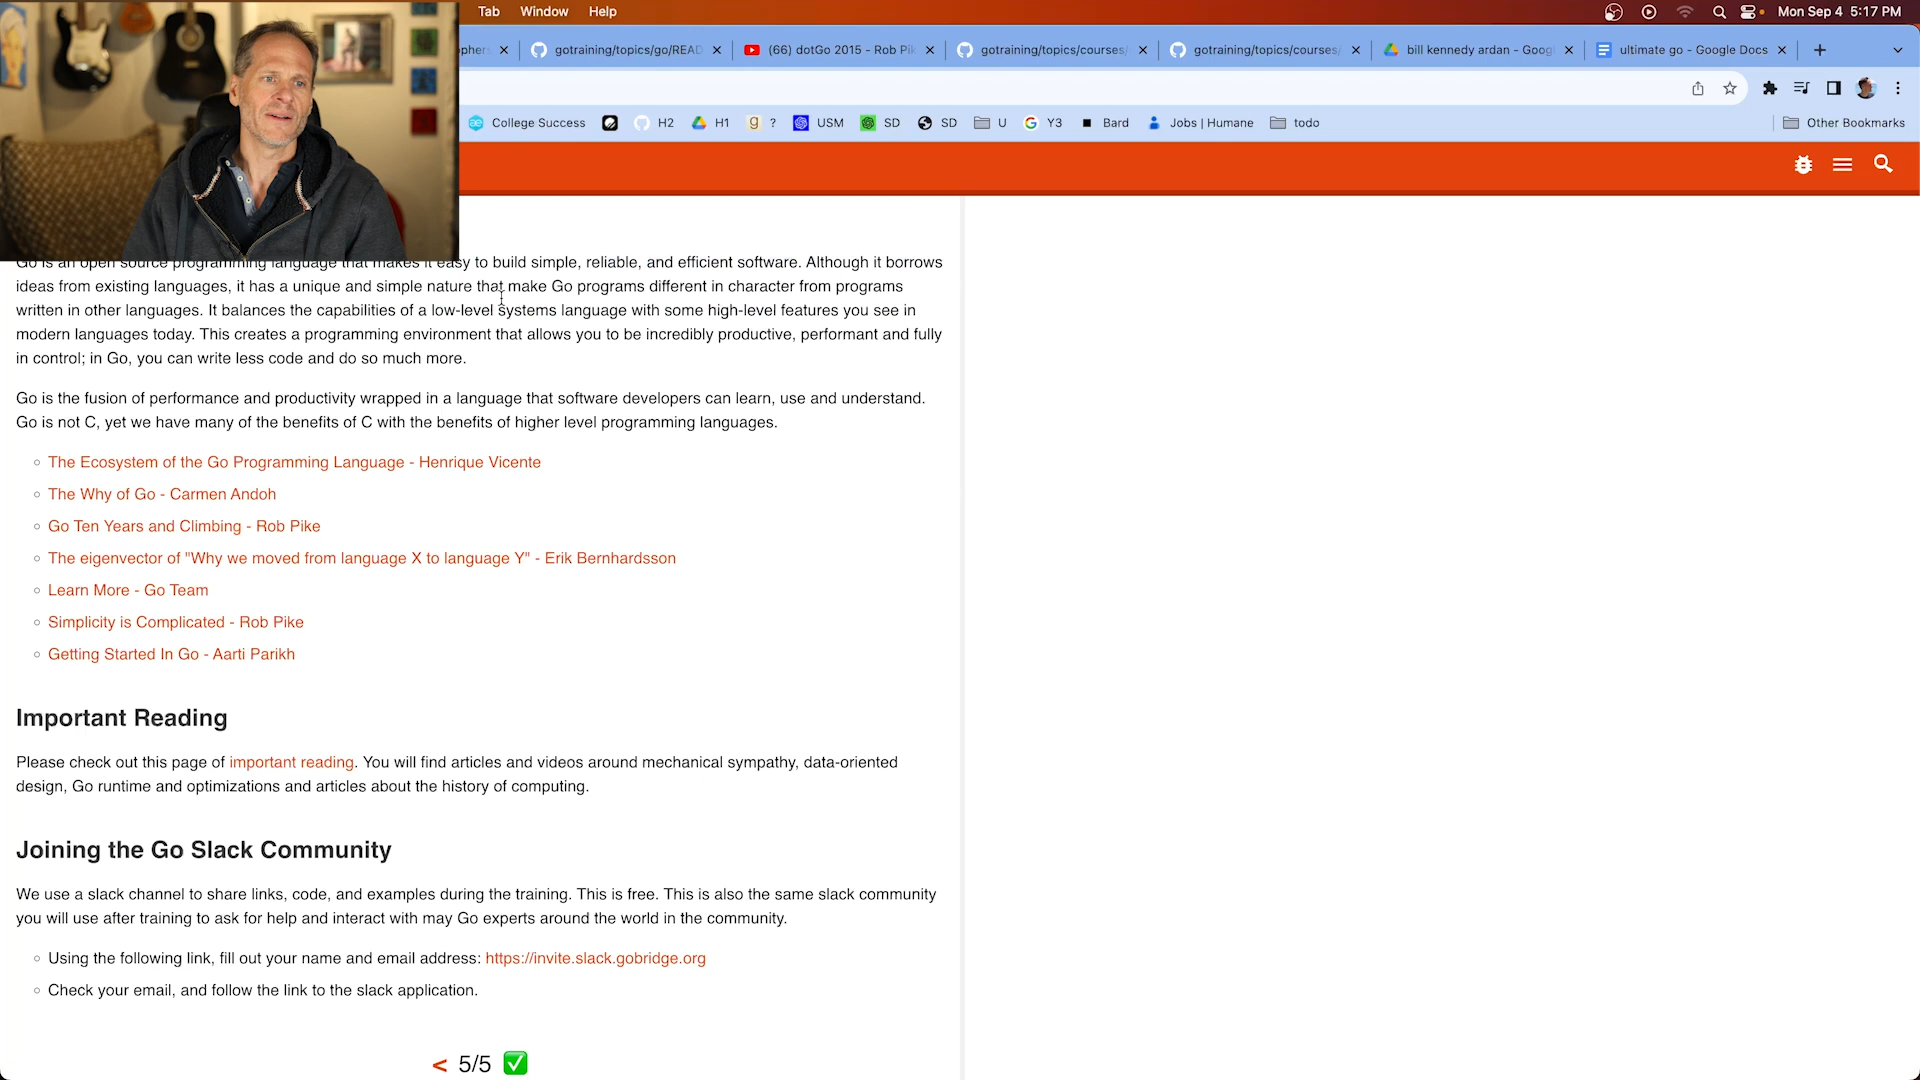 Tab Window Help
Mon Sep 4 5:17 PM
gotraining/topics/go/READ
(66) dotGo 2015 - Rob Pik
gotraining/topics/courses/
gotraining/topics/courses/
bill kennedy ardan - Goog
ultimate go - Google Docs
College Success
H2
H1
?
USM
SD
SD
U
Y3
Bard
Jobs | Humane
todo
Other Bookmarks
Go is an open source programming language that makes it easy to build simple, reliable, and efficient software. Although it borrows
ideas from existing languages, it has a unique and simple nature that make Go programs different in character from programs
written in other languages. It balances the capabilities of a low-level systems language with some high-level features you see in
modern languages today. This creates a programming environment that allows you to be incredibly productive, performant and fully
in control; in Go, you can write less code and do so much more.
Go is the fusion of performance and productivity wrapped in a language that software developers can learn, use and understand.
Go is not C, yet we have many of the benefits of C with the benefits of higher level programming languages.
The Ecosystem of the Go Programming Language - Henrique Vicente
The Why of Go - Carmen Andoh
Go Ten Years and Climbing - Rob Pike
The eigenvector of "Why we moved from language X to language Y" - Erik Bernhardsson
Learn More - Go Team
Simplicity is Complicated - Rob Pike
Getting Started In Go - Aarti Parikh
Important Reading
Please check out this page of important reading. You will find articles and videos around mechanical sympathy, data-oriented
design, Go runtime and optimizations and articles about the history of computing.
Joining the Go Slack Community
We use a slack channel to share links, code, and examples during the training. This is free. This is also the same slack community
you will use after training to ask for help and interact with may Go experts around the world in the community.
Using the following link, fill out your name and email address: https://invite.slack.gobridge.org
Check your email, and follow the link to the slack application.
< 5/5